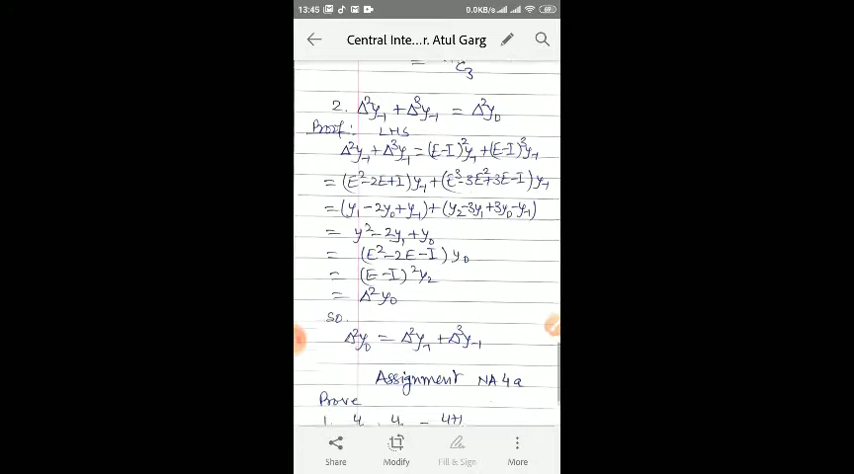 13:45 0.0KB/s 69
Central Inte...r. Atul Garg
= C₃
2. Δ²y₋₁ + Δ³y₋₁ = Δ²y₀
Proof:- LHS
Δ²y₋₁ + Δ³y₋₁ = (E-I)²y₋₁ + (E-I)³y₋₁
= (E²-2E+I)y₋₁ + (E³-3E²+3E-I)y₋₁
= (y₁ - 2y₀ + y₋₁) + (y₂-3y₁+3y₀-y₋₁)
= y² - 2y₁ + y₀
= (E²-2E-I) y₀
= (E-I)²y₂
= Δ²y₀
SO.
Δ²y₀ = Δ²y₋₁ + Δ³y₋₁
Assignment NA4a
Prove
Share Modify Fill & Sign More